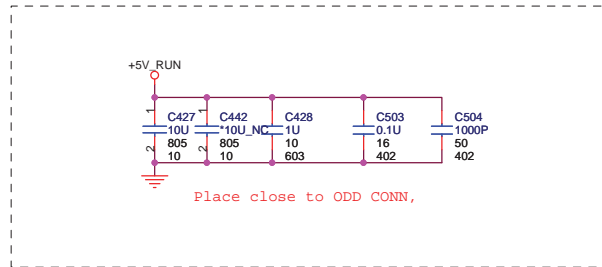 +5V_RUN
1
C427
10U
805
10
2
1
C442
*10U_NC
805
10
2
C428
1U
10
603
C503
0.1U
16
402
C504
1000P
50
402
Place close to ODD CONN,